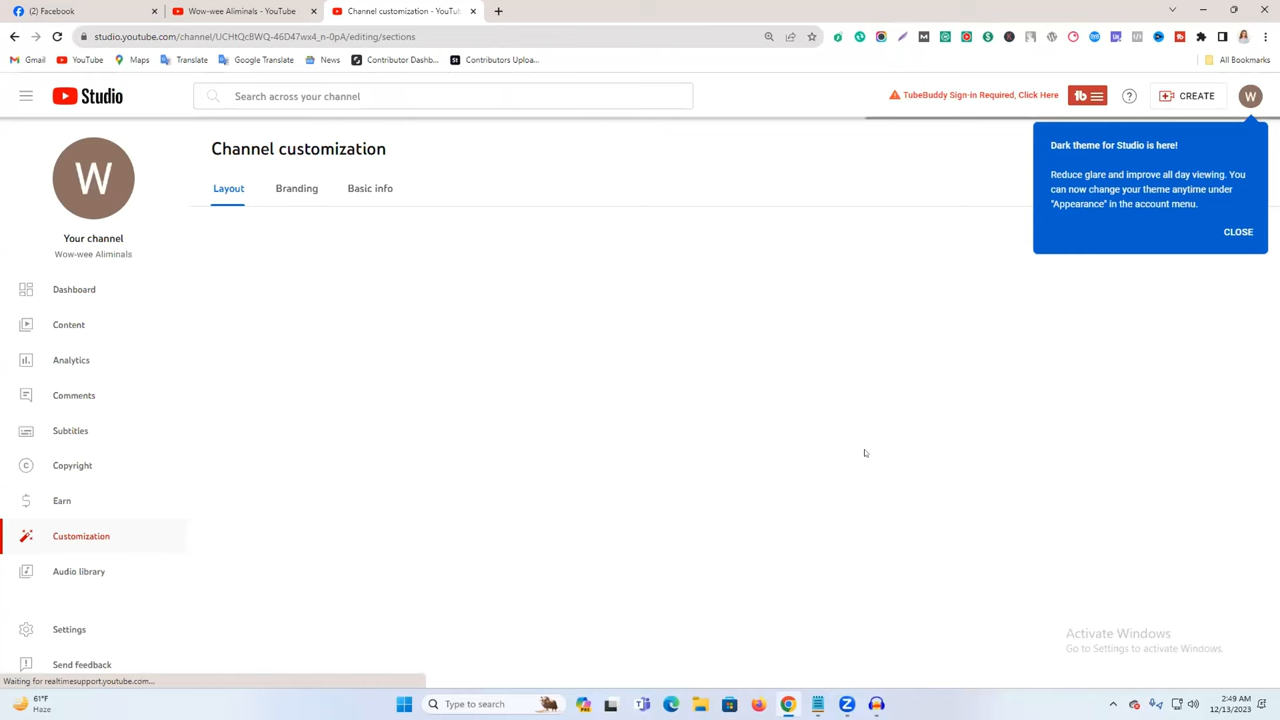 (2) Facebook
Wow-wee Aliminals - YouTube
Channel customization - YouTu
studio.youtube.com/channel/UCHtQcBWQ-46D47wx4_n-0pA/editing/sections
Gmail
YouTube
Maps
Translate
Google Translate
News
Contributor Dashb...
Contributors Uploa...
All Bookmarks
Studio
Search across your channel
TubeBuddy Sign-in Required, Click Here
tb
CREATE
W
W
Your channel
Wow-wee Aliminals
Dashboard
Content
Analytics
Comments
Subtitles
Copyright
Earn
Customization
Audio library
Settings
Send feedback
Channel customization
Layout
Branding
Basic info
Dark theme for Studio is here!
Reduce glare and improve all day viewing. You
can now change your theme anytime under
"Appearance" in the account menu.
CLOSE
Activate Windows
Go to Settings to activate Windows.
Waiting for realtimesupport.youtube.com...
61°F
Haze
Type to search
2:49 AM
12/13/2023